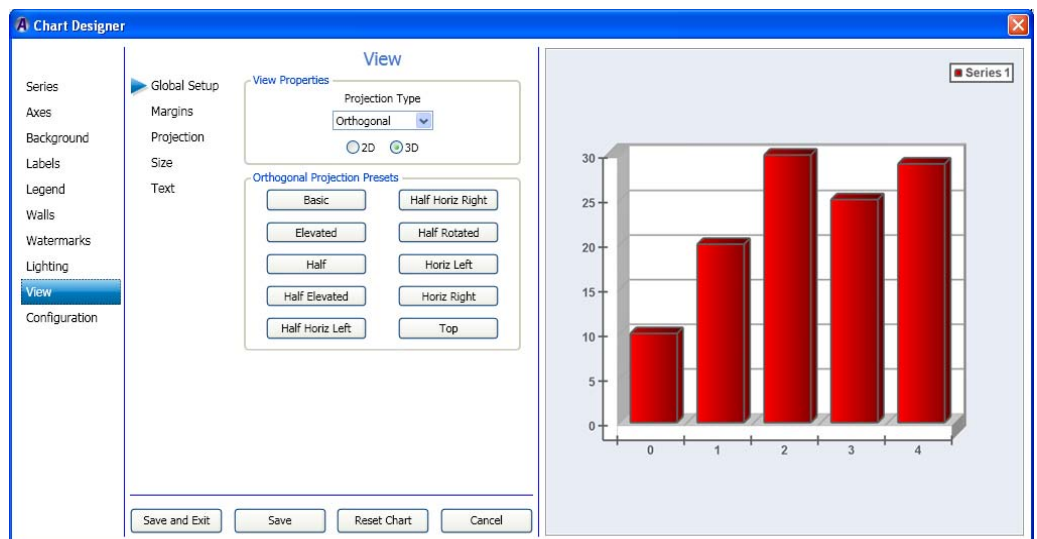 Chart Designer
Series
Axes
Background
Labels
Legend
Walls
Watermarks
Lighting
View
Configuration
View
Global Setup
Margins
Projection
Size
Text
View Properties
Projection Type
Orthogonal
2D 3D
Orthogonal Projection Presets
Basic Half Horiz Right
Elevated Half Rotated
Half Horiz Left
Half Elevated Horiz Right
Half Horiz Left Top
Save and Exit Save Reset Chart Cancel
Series 1
30
25
20
15
10
5
0
0 1 2 3 4